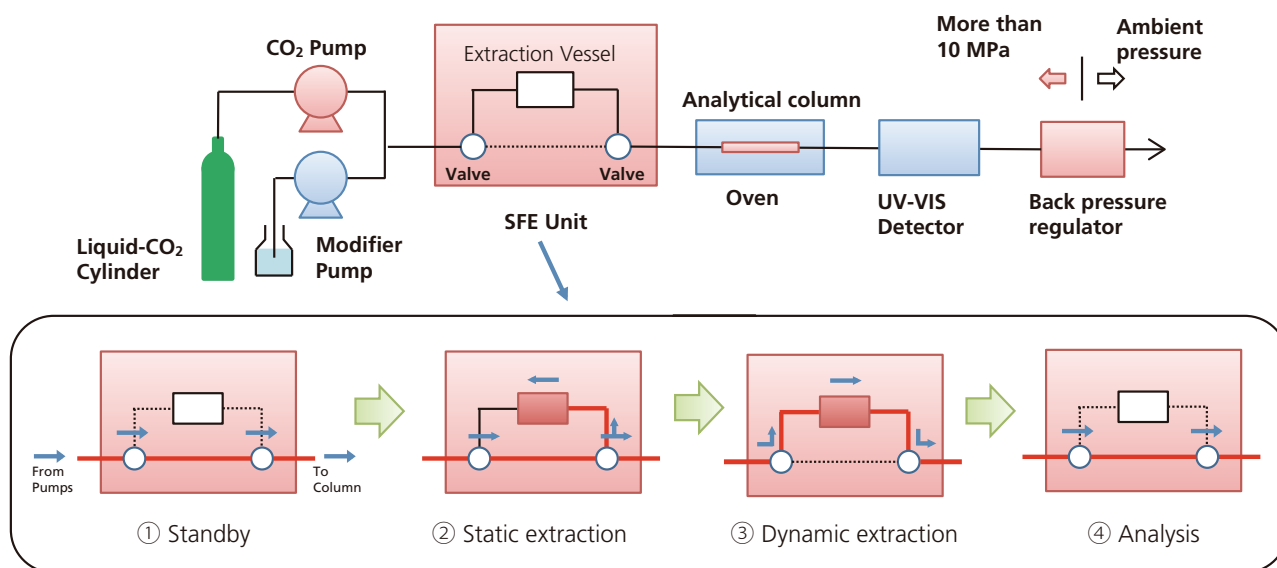 CO₂ Pump
Liquid-CO₂
Cylinder
Modifier
Pump
Extraction Vessel
Valve
Valve
SFE Unit
Analytical column
Oven
UV-VIS
Detector
More than
10 MPa
Ambient
pressure
Back pressure
regulator
From
Pumps
To
Column
① Standby
② Static extraction
③ Dynamic extraction
④ Analysis